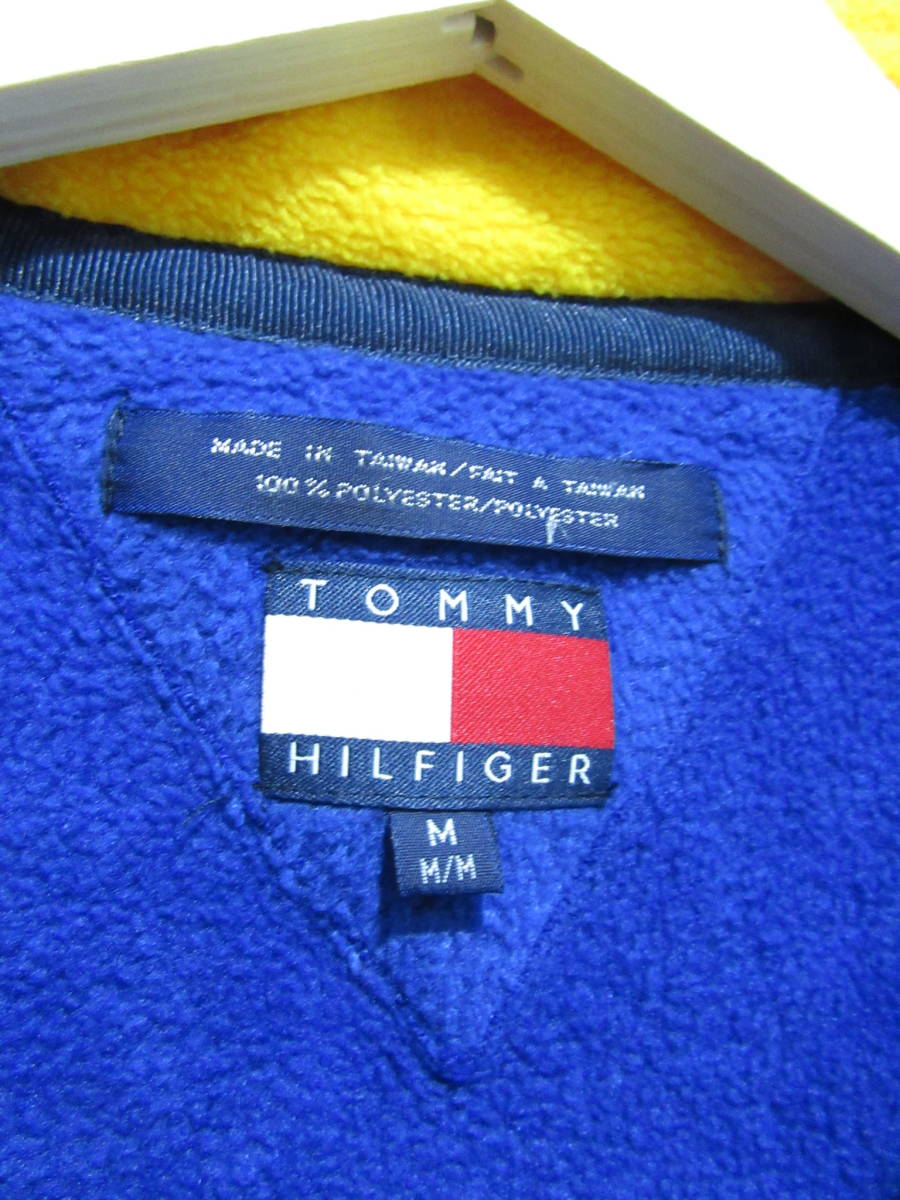 MADE IN TAIWAN/FAIT A TAIWAN
100% POLYESTER/POLYESTER
TOMMY
HILFIGER
M
M/M